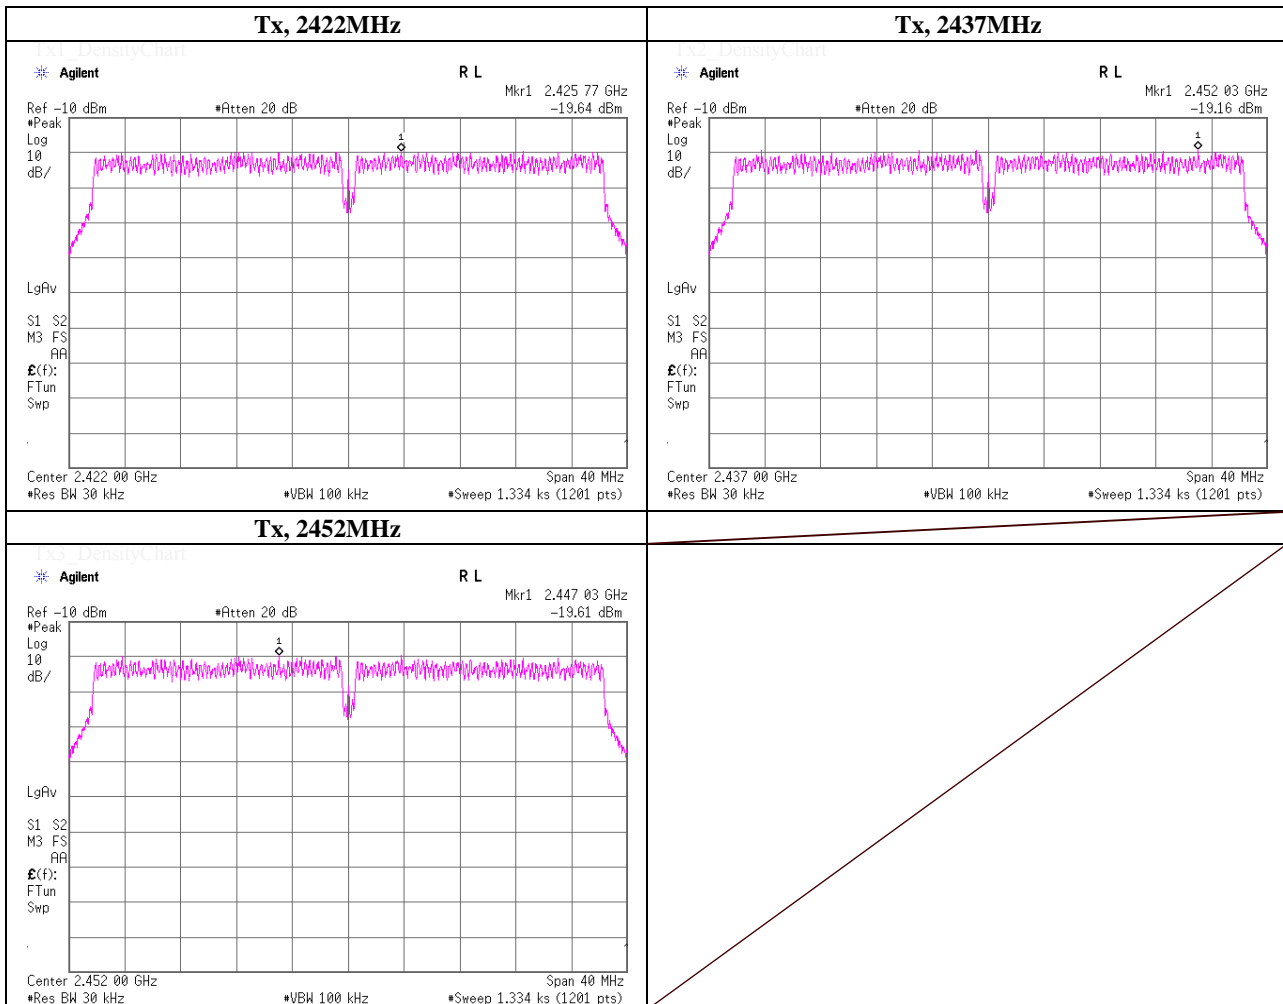 Tx, 2422MHz
Tx1_DensityChart
Agilent R L
Mkr1 2.425 77 GHz
Ref -10 dBm #Atten 20 dB -19.64 dBm
#Peak
Log
10
dB/
1
LgAv
S1 S2
M3 FS
AA
£(f):
FTun
Swp
Center 2.422 00 GHz Span 40 MHz
#Res BW 30 kHz #VBW 100 kHz #Sweep 1.334 ks (1201 pts)
Tx, 2437MHz
Tx2_DensityChart
Agilent R L
Mkr1 2.452 03 GHz
Ref -10 dBm #Atten 20 dB -19.16 dBm
#Peak
Log
10
dB/
1
LgAv
S1 S2
M3 FS
AA
£(f):
FTun
Swp
Center 2.437 00 GHz Span 40 MHz
#Res BW 30 kHz #VBW 100 kHz #Sweep 1.334 ks (1201 pts)
Tx, 2452MHz
Tx3_DensityChart
Agilent R L
Mkr1 2.447 03 GHz
Ref -10 dBm #Atten 20 dB -19.61 dBm
#Peak
Log
10
dB/
1
LgAv
S1 S2
M3 FS
AA
£(f):
FTun
Swp
Center 2.452 00 GHz Span 40 MHz
#Res BW 30 kHz #VBW 100 kHz #Sweep 1.334 ks (1201 pts)